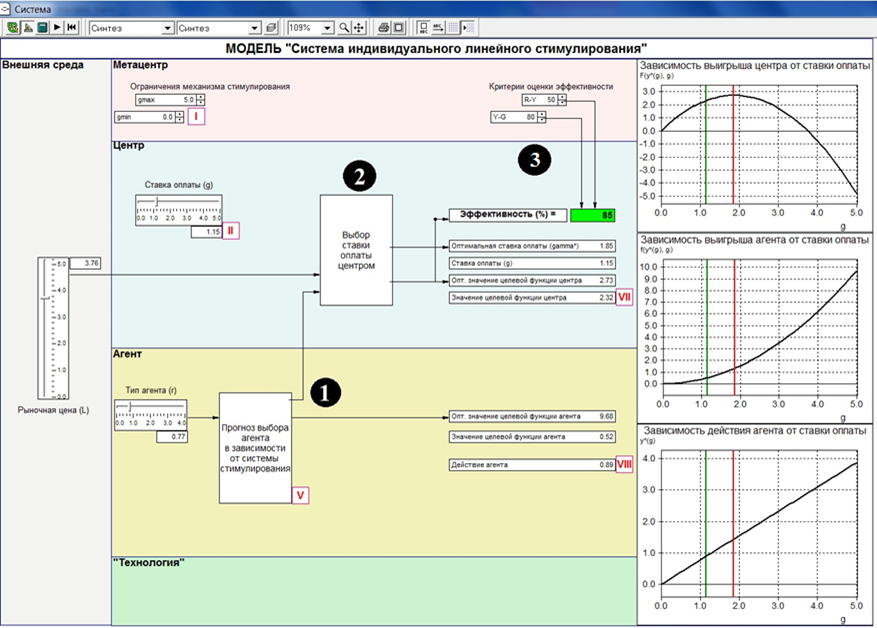 Система
Синтез
Синтез
109%
МОДЕЛЬ "Система индивидуального линейного стимулирования"
Внешняя среда
5.0
4.0
3.0
2.0
1.0
0.0
3.76
Рыночная цена (L)
Метацентр
Ограничения механизма стимулирования
gmax 5.0
gmin 0.0
I
Критерии оценки эффективности
R-Y 50
Y-G 80
Центр
3
2
Ставка оплаты (g)
0.0 1.0 2.0 3.0 4.0 5.0
1.15
II
Выбор
ставки
оплаты
центром
Эффективность (%) = 85
Оптимальная ставка оплаты (gamma*) 1.85
Ставка оплаты (g) 1.15
Опт. значение целевой функции центра 2.73
Значение целевой функции центра 2.32
VII
Агент
1
Тип агента (r)
0.0 1.0 2.0 3.0 4.0 5.0
0.77
Прогноз выбора
агента
в зависимости
от системы
стимулирования
V
Опт. значение целевой функции агента 9.68
Значение целевой функции агента 0.52
Действие агента 0.89
VIII
"Технология"
Зависимость выигрыша центра от ставки оплаты
F(y*(g), g)
3.0
2.0
1.0
0.0
-1.0
-2.0
-3.0
-4.0
-5.0
0.0 1.0 2.0 3.0 4.0 5.0
g
Зависимость выигрыша агента от ставки оплаты
f(y*(g), g)
10.0
9.0
8.0
7.0
6.0
5.0
4.0
3.0
2.0
1.0
0.0
0.0 1.0 2.0 3.0 4.0 5.0
g
Зависимость действия агента от ставки оплаты
y*(g)
4.0
3.0
2.0
1.0
0.0
0.0 1.0 2.0 3.0 4.0 5.0
g